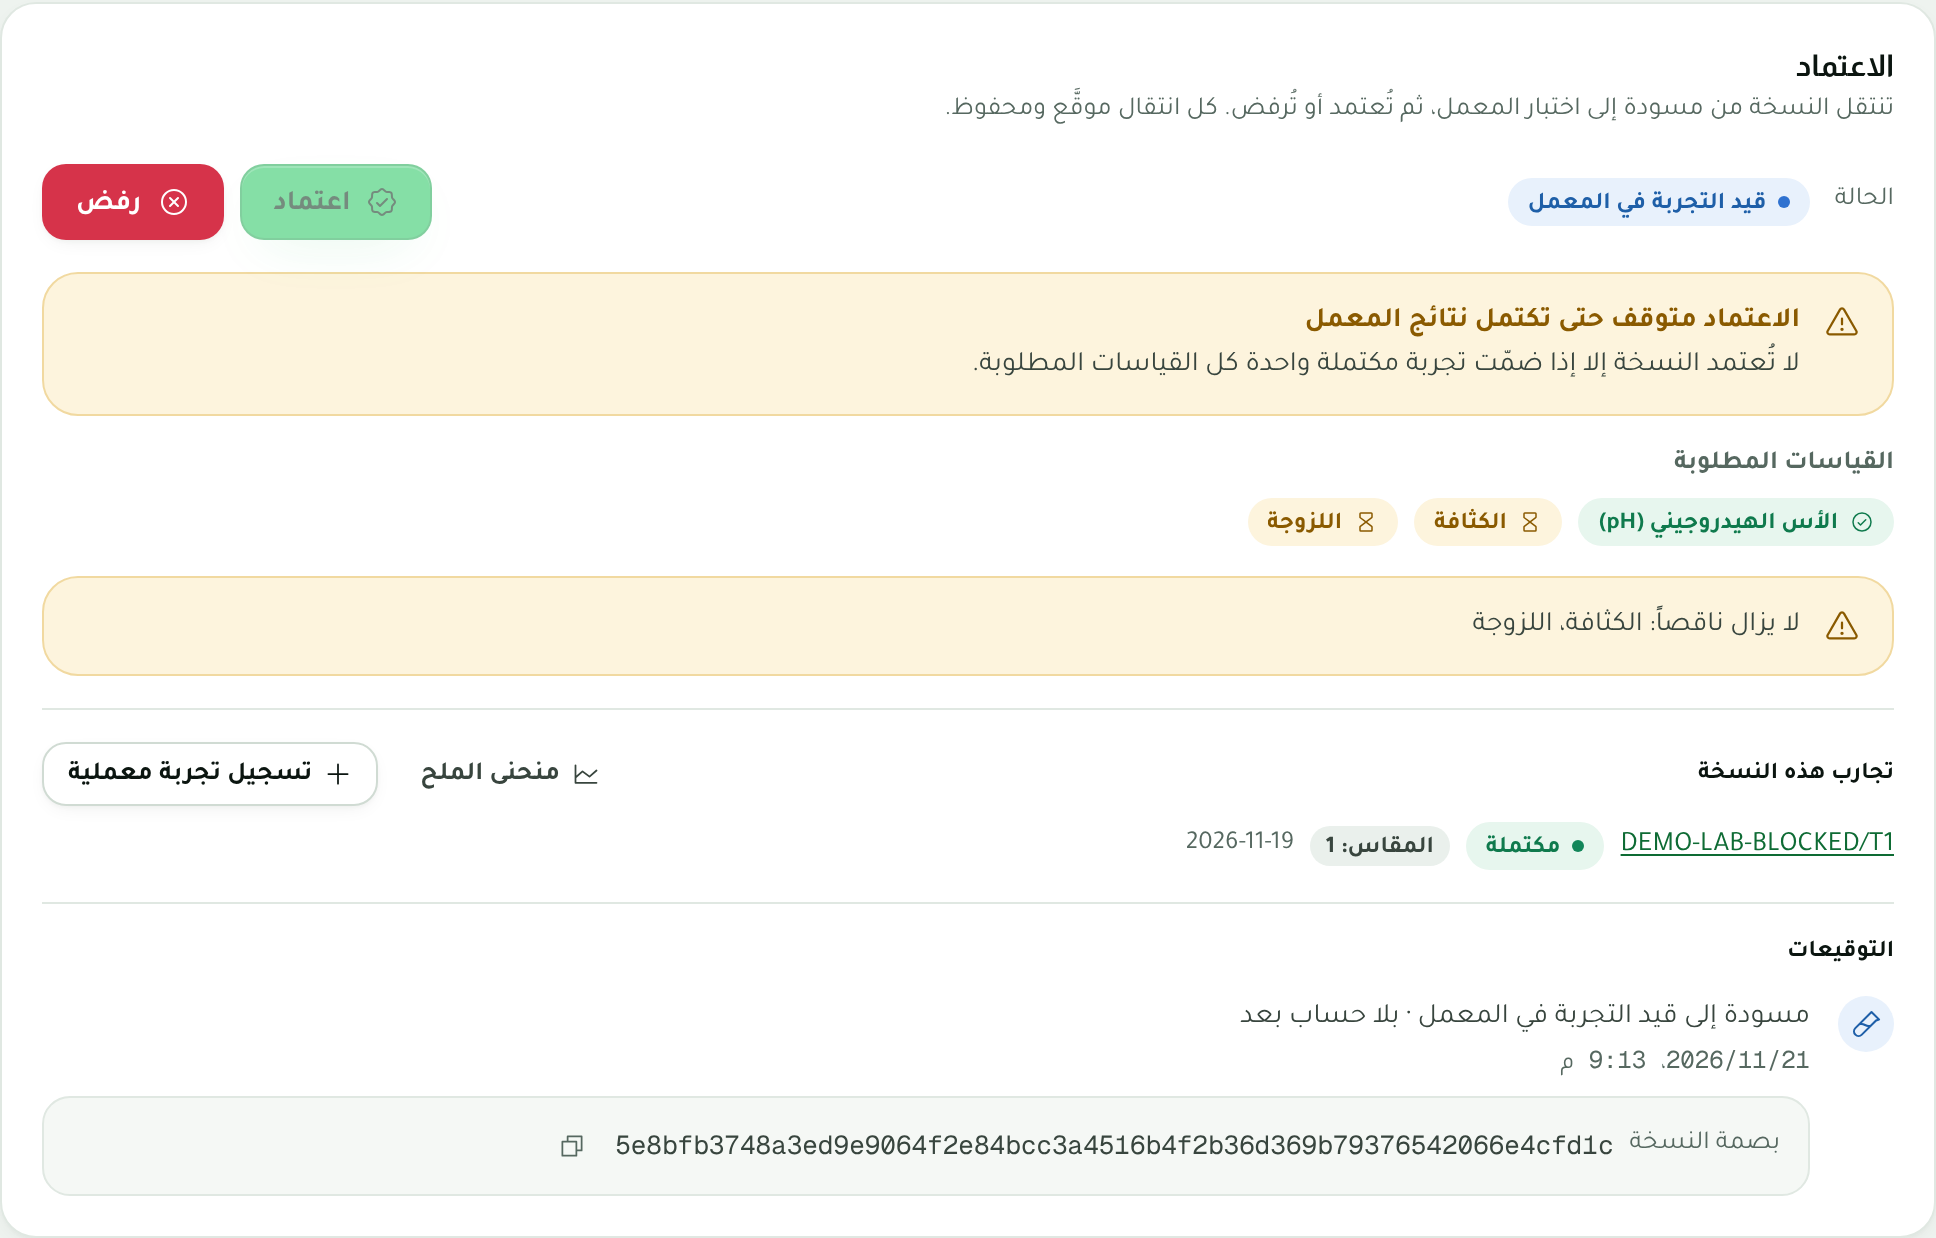 الاعتماد
تنتقل النسخة من مسودة إلى اختبار المعمل، ثم تُعتمد أو تُرفض. كل انتقال موقَّع ومحفوظ.
الحالة
قيد التجربة في المعمل
اعتماد
رفض
الاعتماد متوقف حتى تكتمل نتائج المعمل
لا تُعتمد النسخة إلا إذا ضمّت تجربة مكتملة واحدة كل القياسات المطلوبة.
القياسات المطلوبة
الأس الهيدروجيني (pH)
الكثافة
اللزوجة
لا يزال ناقصاً: الكثافة، اللزوجة
تجارب هذه النسخة
منحنى الملح
تسجيل تجربة معملية
DEMO-LAB-BLOCKED/T1
مكتملة
المقاس: 1
2026-11-19
التوقيعات
مسودة إلى قيد التجربة في المعمل · بلا حساب بعد
2026/11/21، 9:13 م
بصمة النسخة
5e8bfb3748a3ed9e9064f2e84bcc3a4516b4f2b36d369b79376542066e4cfd1c